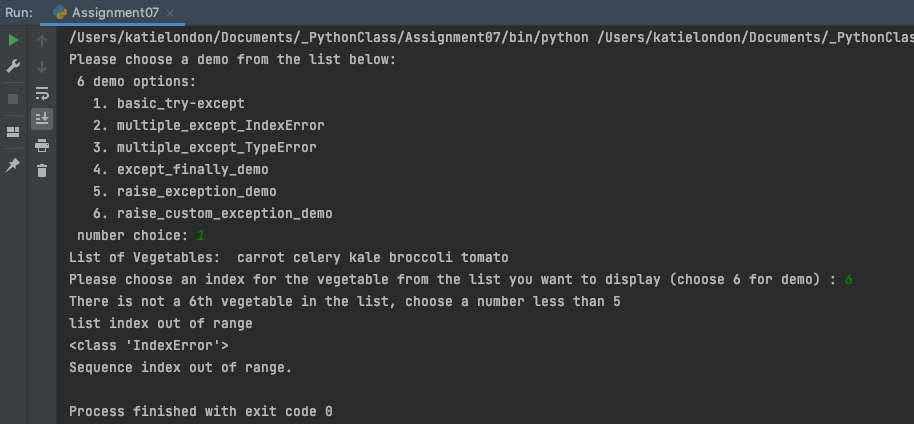 Run: Assignment07 ×
/Users/katielondon/Documents/_PythonClass/Assignment07/bin/python /Users/katielondon/Documents/_PythonClas
Please choose a demo from the list below:
6 demo options:
1. basic_try-except
2. multiple_except_IndexError
3. multiple_except_TypeError
4. except_finally_demo
5. raise_exception_demo
6. raise_custom_exception_demo
number choice: 1
List of Vegetables:  carrot celery kale broccoli tomato
Please choose an index for the vegetable from the list you want to display (choose 6 for demo) : 6
There is not a 6th vegetable in the list, choose a number less than 5
list index out of range
<class 'IndexError'>
Sequence index out of range.
Process finished with exit code 0